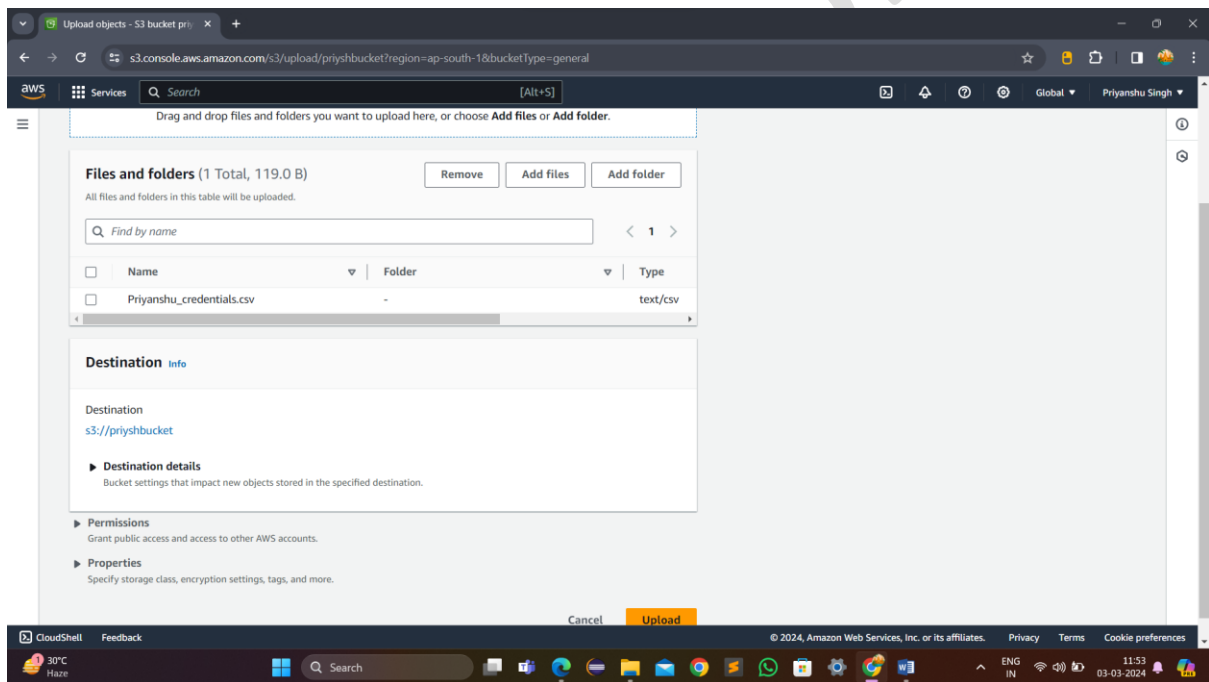 Upload objects - S3 bucket priy
s3.console.aws.amazon.com/s3/upload/priyshbucket?region=ap-south-1&bucketType=general
aws Services Search [Alt+S] Global Priyanshu Singh
Drag and drop files and folders you want to upload here, or choose Add files or Add folder.
Files and folders (1 Total, 119.0 B) Remove Add files Add folder
All files and folders in this table will be uploaded.
Find by name 1
Name Folder Type
Priyanshu_credentials.csv - text/csv
Destination Info
Destination
s3://priyshbucket
Destination details
Bucket settings that impact new objects stored in the specified destination.
Permissions
Grant public access and access to other AWS accounts.
Properties
Specify storage class, encryption settings, tags, and more.
Cancel Upload
CloudShell Feedback © 2024, Amazon Web Services, Inc. or its affiliates. Privacy Terms Cookie preferences
1 30°C Search ENG 11:53
Haze IN 03-03-2024